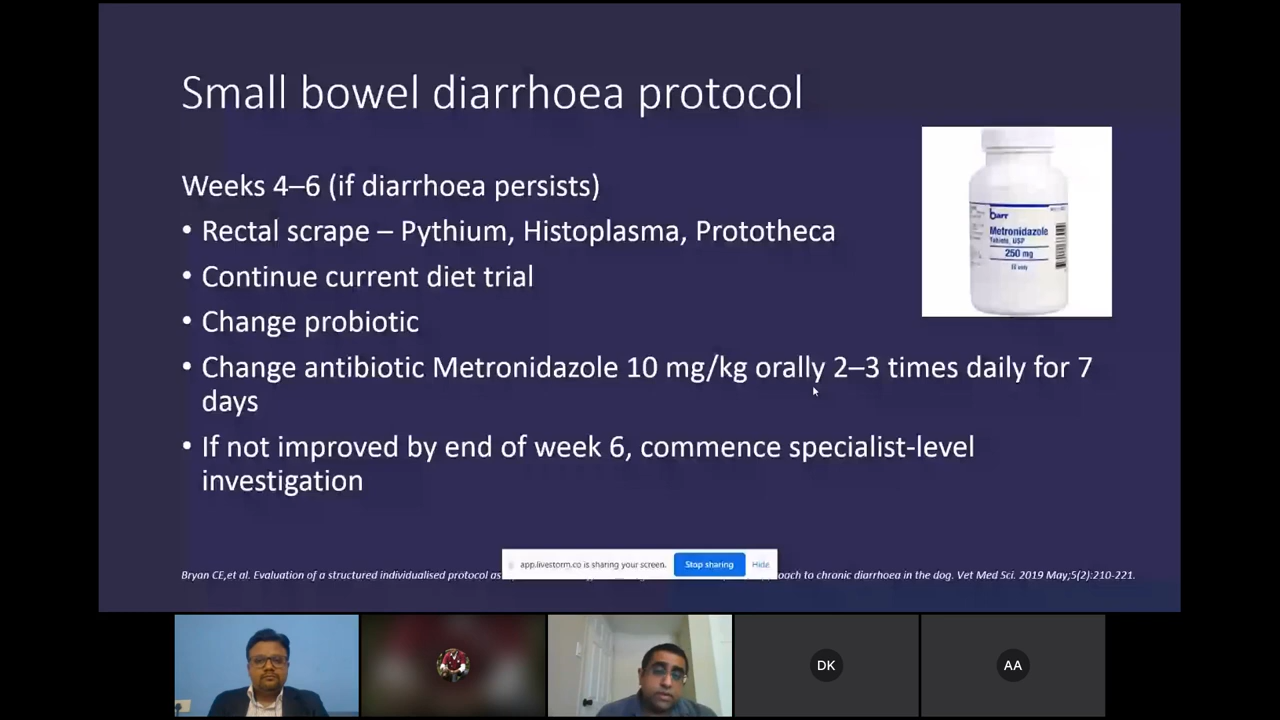 Small bowel diarrhoea protocol
Weeks 4–6 (if diarrhoea persists)
• Rectal scrape – Pythium, Histoplasma, Prototheca
• Continue current diet trial
• Change probiotic
• Change antibiotic Metronidazole 10 mg/kg orally 2–3 times daily for 7
days
• If not improved by end of week 6, commence specialist-level
investigation
barr
Metronidazole
Tablets, USP
250 mg
app.livestorm.co is sharing your screen.
Stop sharing
Hide
Bryan CE,et al. Evaluation of a structured individualised protocol as to chronic diarrhoea in the dog. Vet Med Sci. 2019 May;5(2):210-221.
DK
AA